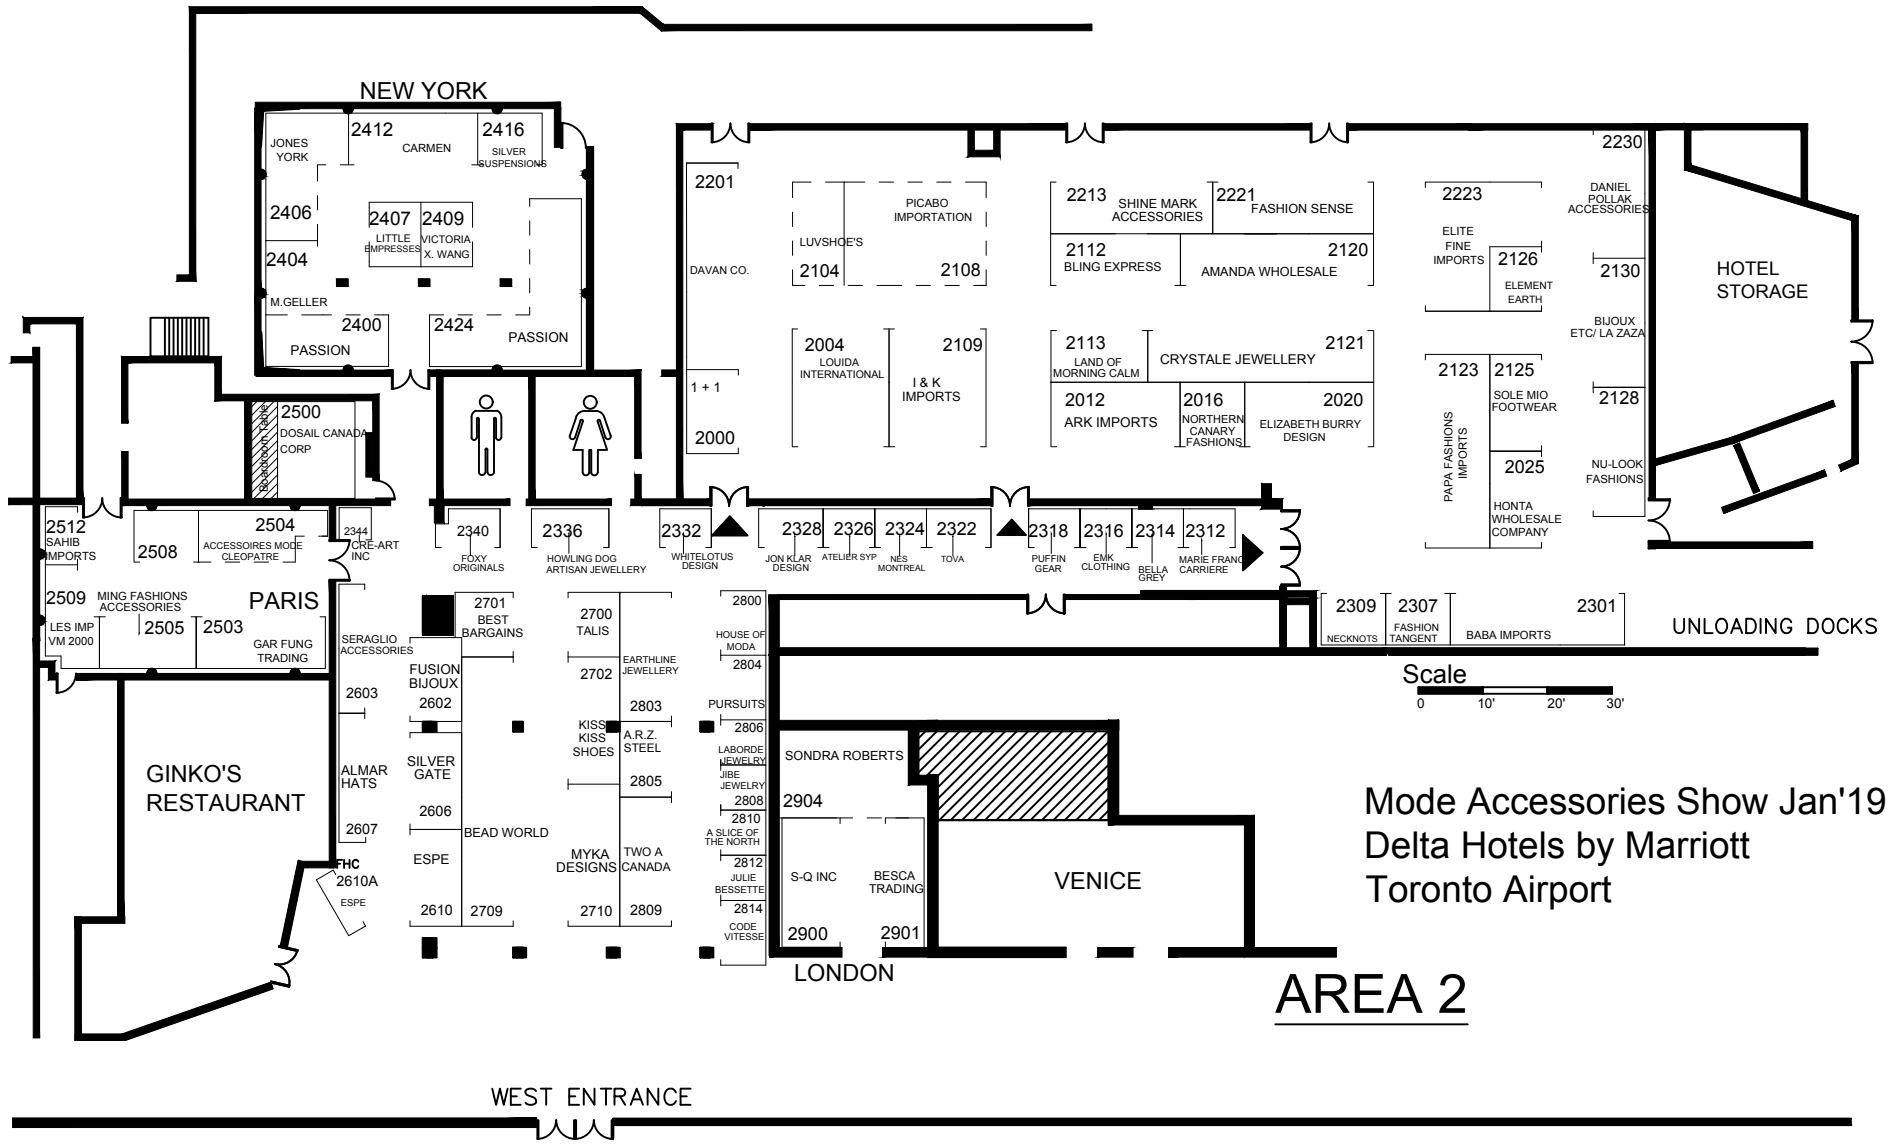 NEW YORK
JONES
YORK
2412
CARMEN
2416
SILVER
SUSPENSIONS
2406
2407
LITTLE
EMPRESSES
2409
VICTORIA
X. WANG
2404
M.GELLER
2400
PASSION
2424
PASSION
2201
DAVAN CO.
1 + 1
2000
LUVSHOE'S
2104
PICABO
IMPORTATION
2108
2004
LOUIDA
INTERNATIONAL
2109
I & K
IMPORTS
2213
SHINE MARK
ACCESSORIES
2221
FASHION SENSE
2112
BLING EXPRESS
2120
AMANDA WHOLESALE
2113
LAND OF
MORNING CALM
2121
CRYSTALE JEWELLERY
2012
ARK IMPORTS
2016
NORTHERN
CANARY
FASHIONS
2020
ELIZABETH BURRY
DESIGN
2223
ELITE
FINE
IMPORTS
2126
ELEMENT
EARTH
2123
PAPA FASHIONS
IMPORTS
2125
SOLE MIO
FOOTWEAR
2025
HONTA
WHOLESALE
COMPANY
2230
DANIEL
POLLAK
ACCESSORIES
2130
BIJOUX
ETC/ LA ZAZA
2128
NU-LOOK
FASHIONS
HOTEL
STORAGE
Boardroom Table
2500
DOSAIL CANADA
CORP
2512
SAHIB
IMPORTS
2508
2504
ACCESSOIRES MODE
CLEOPATRE
2509
MING FASHIONS
ACCESSORIES
PARIS
LES IMP
VM 2000
2505
2503
GAR FUNG
TRADING
2344
CRE-ART
INC
2340
FOXY
ORIGINALS
2336
HOWLING DOG
ARTISAN JEWELLERY
2332
WHITELOTUS
DESIGN
2328
JON KLAR
DESIGN
2326
ATELIER SYP
2324
NES
MONTREAL
2322
TOVA
2318
PUFFIN
GEAR
2316
EMK
CLOTHING
2314
BELLA
GREY
2312
MARIE FRANC
CARRIERE
2309
NECKNOTS
2307
FASHION
TANGENT
2301
BABA IMPORTS
UNLOADING DOCKS
Scale
0 10' 20' 30'
SERAGLIO
ACCESSORIES
2603
ALMAR
HATS
2607
FHC
2610A
ESPE
2701
BEST
BARGAINS
FUSION
BIJOUX
2602
SILVER
GATE
2606
ESPE
2610
BEAD WORLD
2709
2700
TALIS
2702
KISS
KISS
SHOES
MYKA
DESIGNS
2710
EARTHLINE
JEWELLERY
2803
A.R.Z.
STEEL
2805
TWO A
CANADA
2809
2800
HOUSE OF
MODA
2804
PURSUITS
2806
LABORDE
JEWELRY
JIBE
JEWELRY
2808
2810
A SLICE OF
THE NORTH
2812
JULIE
BESSETTE
2814
CODE
VITESSE
SONDRA ROBERTS
2904
S-Q INC
2900
BESCA
TRADING
2901
LONDON
VENICE
GINKO'S
RESTAURANT
Mode Accessories Show Jan'19
Delta Hotels by Marriott
Toronto Airport
AREA 2
WEST ENTRANCE